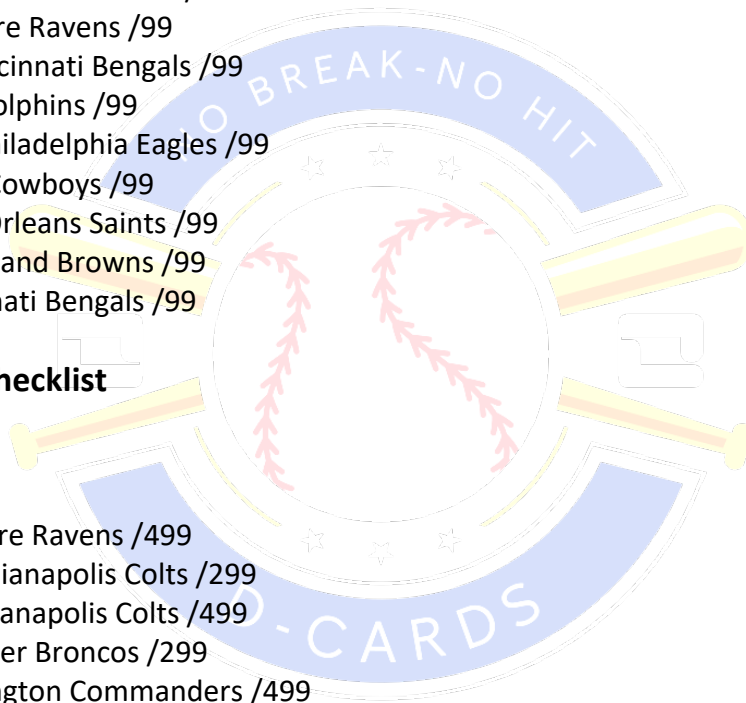 re Ravens /99
cinnati Bengals /99
olphins /99
iladelphia Eagles /99
Cowboys /99
rleans Saints /99
and Browns /99
nati Bengals /99
hecklist
re Ravens /499
ianapolis Colts /299
anapolis Colts /499
er Broncos /299
ngton Commanders /499
NO BREAK-NO HIT
D-CARDS